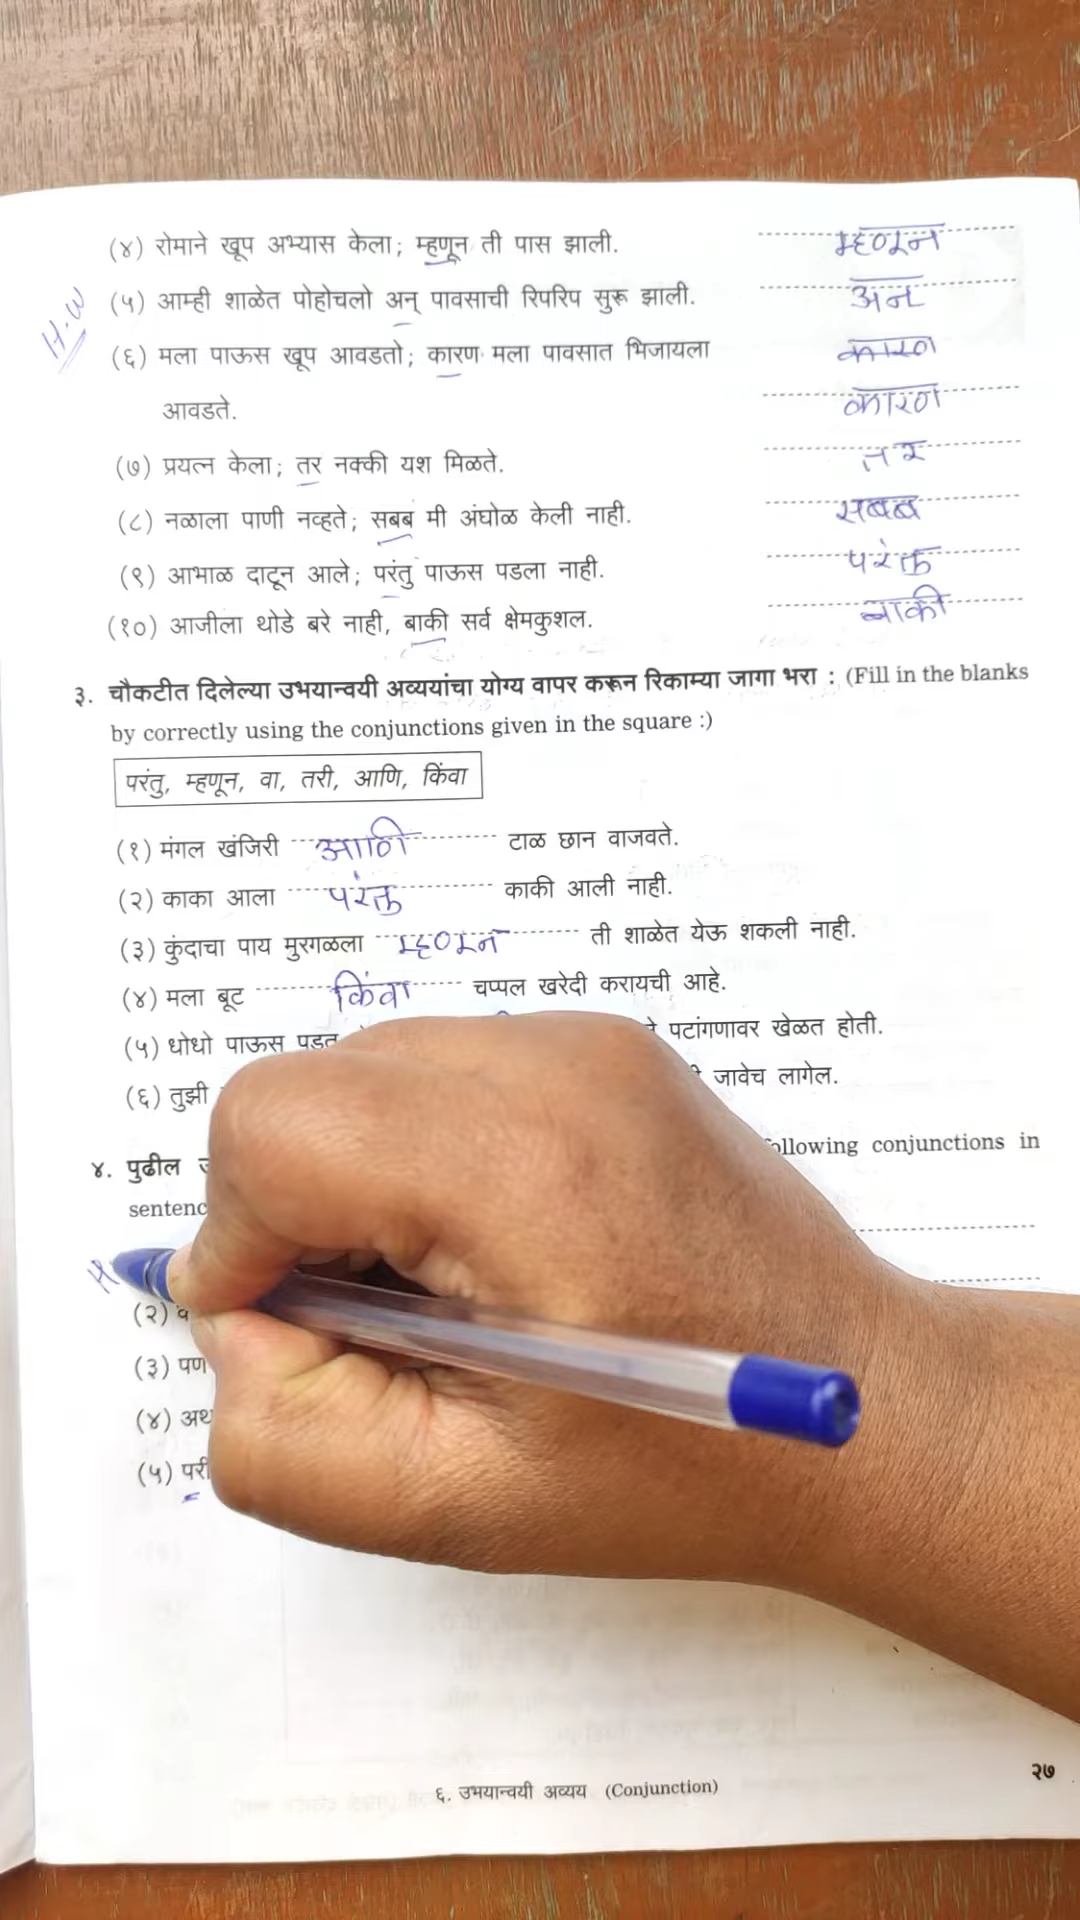 (४) रोमाने खूप अभ्यास केला; म्हणून ती पास झाली. म्हणून
H.W
(५) आम्ही शाळेत पोहोचलो अन् पावसाची रिपरिप सुरू झाली. अन
(६) मला पाऊस खूप आवडतो; कारण मला पावसात भिजायला कारण
आवडते. कारण
(७) प्रयत्न केला; तर नक्की यश मिळते. तर
(८) नळाला पाणी नव्हते; सबब मी अंघोळ केली नाही. सबब
(९) आभाळ दाटून आले; परंतु पाऊस पडला नाही. परंतु
(१०) आजीला थोडे बरे नाही, बाकी सर्व क्षेमकुशल. बाकी
३. चौकटीत दिलेल्या उभयान्वयी अव्ययांचा योग्य वापर करून रिकाम्या जागा भरा : (Fill in the blanks
by correctly using the conjunctions given in the square :)
परंतु, म्हणून, वा, तरी, आणि, किंवा
(१) मंगल खंजिरी आणि टाळ छान वाजवते.
(२) काका आला परंतु काकी आली नाही.
(३) कुंदाचा पाय मुरगळला म्हणून ती शाळेत येऊ शकली नाही.
(४) मला बूट किंवा चप्पल खरेदी करायची आहे.
(५) धोधो पाऊस पडत पटांगणावर खेळत होती.
(६) तुझी जावेच लागेल.
४. पुढील following conjunctions in
(२)
(३) पण
(४)
(५) परी
६. उभयान्वयी अव्यय (Conjunction)
२७